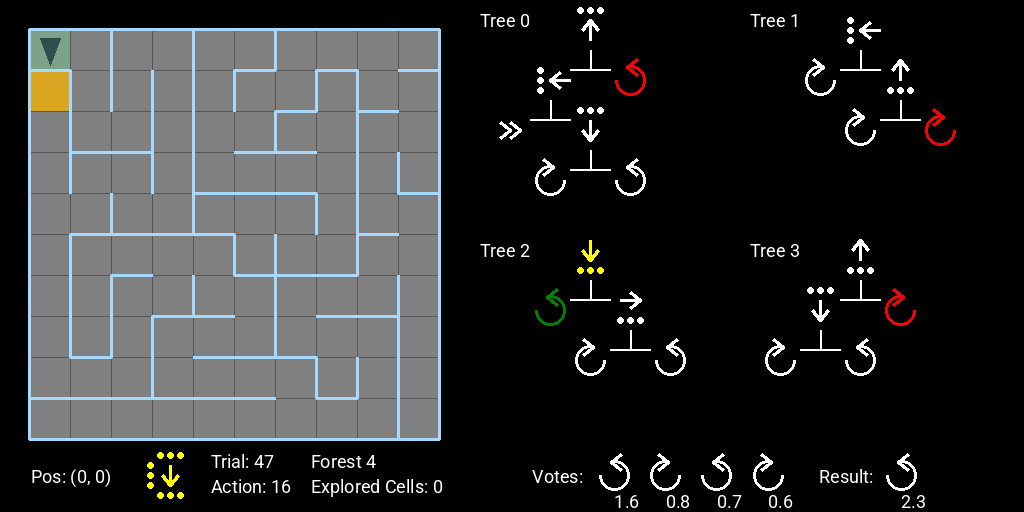 Tree 0
Tree 1
Tree 2
Tree 3
Pos: (0, 0)
Trial: 47
Forest 4
Action: 16
Explored Cells: 0
Votes:
1.6
0.8
0.7
0.6
Result:
2.3